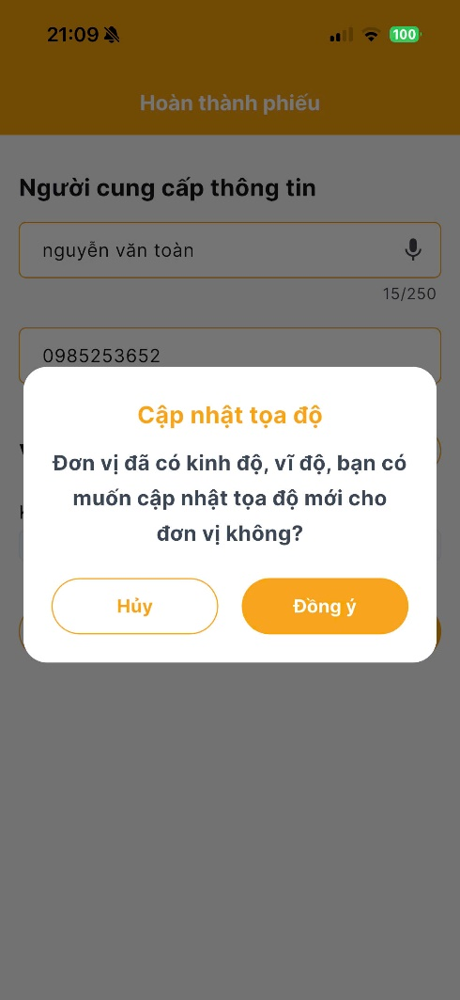 21:09
100
Hoàn thành phiếu
Người cung cấp thông tin
nguyễn văn toàn
15/250
0985253652
Cập nhật tọa độ
Đơn vị đã có kinh độ, vĩ độ, bạn có
muốn cập nhật tọa độ mới cho
đơn vị không?
Hủy
Đồng ý